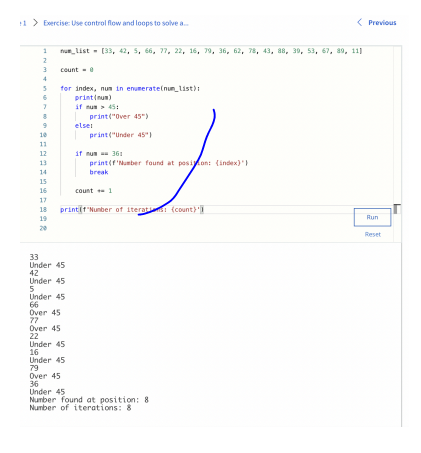 1 > Exercise: Use control flow and loops to solve a... < Previous
1 num_list = [33, 42, 5, 66, 77, 22, 16, 79, 36, 62, 78, 43, 88, 39, 53, 67, 89, 11]
2
3 count = 0
4
5 for index, num in enumerate(num_list):
6 print(num)
7 if num > 45:
8 print("Over 45")
9 else:
10 print("Under 45")
11
12 if num == 36:
13 print(f'Number found at position: {index}')
14 break
15
16 count += 1
17
18 print(f'Number of iterations: {count}')
19
20
Run
Reset
33
Under 45
42
Under 45
5
Under 45
66
Over 45
77
Over 45
22
Under 45
16
Under 45
79
Over 45
36
Under 45
Number found at position: 8
Number of iterations: 8